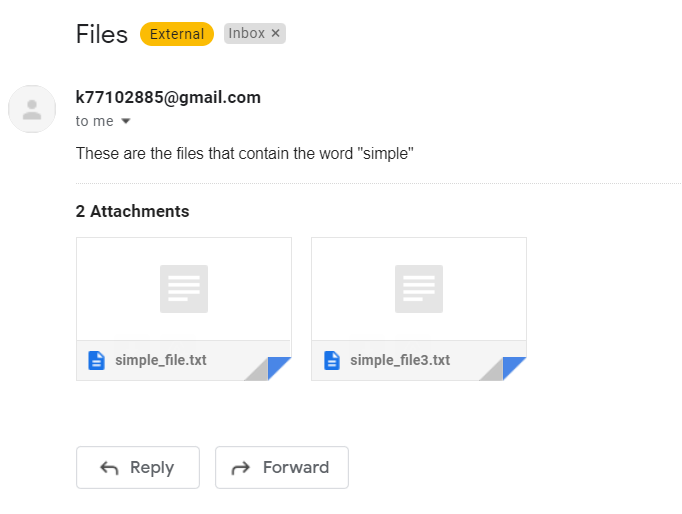 Files External Inbox ×
k77102885@gmail.com
to me
These are the files that contain the word "simple"
2 Attachments
simple_file.txt simple_file3.txt
Reply Forward